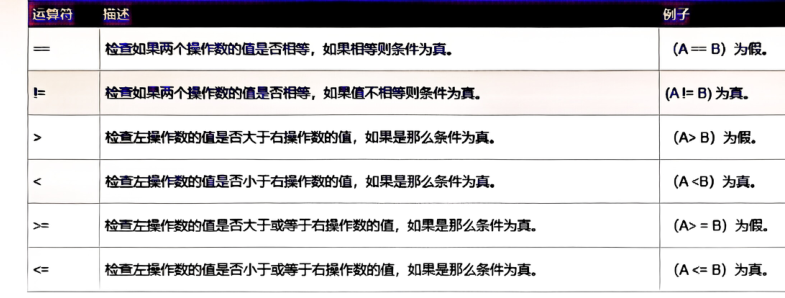 运算符 描述 例子
== 检查如果两个操作数的值是否相等，如果相等则条件为真。 （A == B）为假。
!= 检查如果两个操作数的值是否相等，如果值不相等则条件为真。 (A != B) 为真。
> 检查左操作数的值是否大于右操作数的值，如果是那么条件为真。 （A> B）为假。
< 检查左操作数的值是否小于右操作数的值，如果是那么条件为真。 （A <B）为真。
>= 检查左操作数的值是否大于或等于右操作数的值，如果是那么条件为真。 （A> = B）为假。
<= 检查左操作数的值是否小于或等于右操作数的值，如果是那么条件为真。 （A <= B）为真。